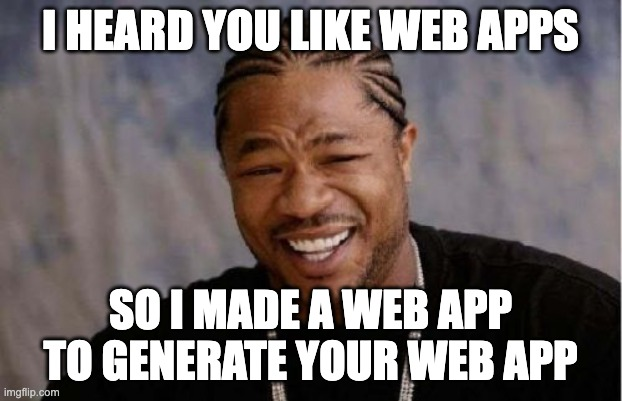 I HEARD YOU LIKE WEB APPS
SO I MADE A WEB APP
TO GENERATE YOUR WEB APP
imgflip.com